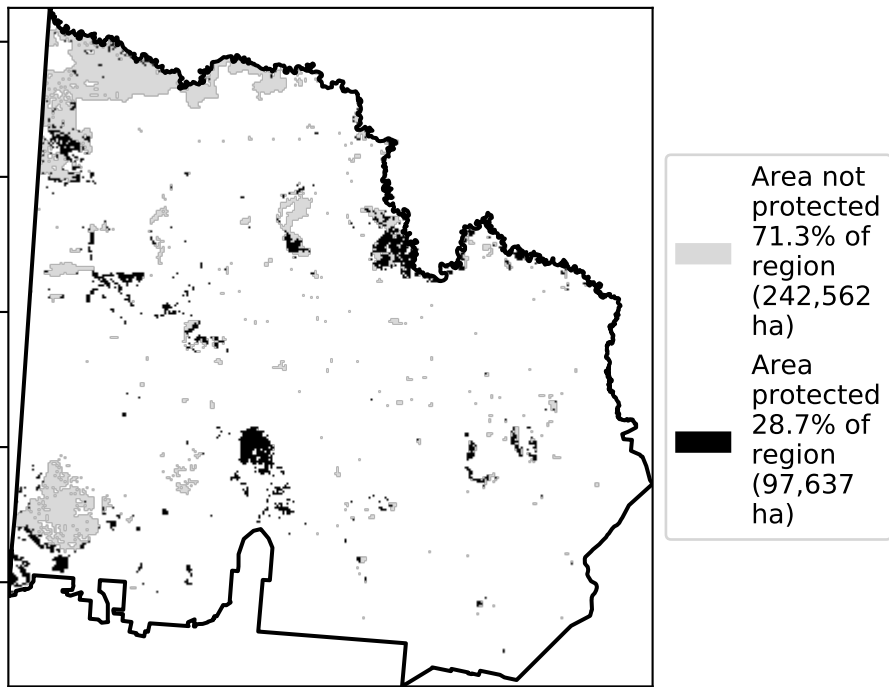 Area not
protected
71.3% of
region
(242,562
ha)
Area
protected
28.7% of
region
(97,637
ha)